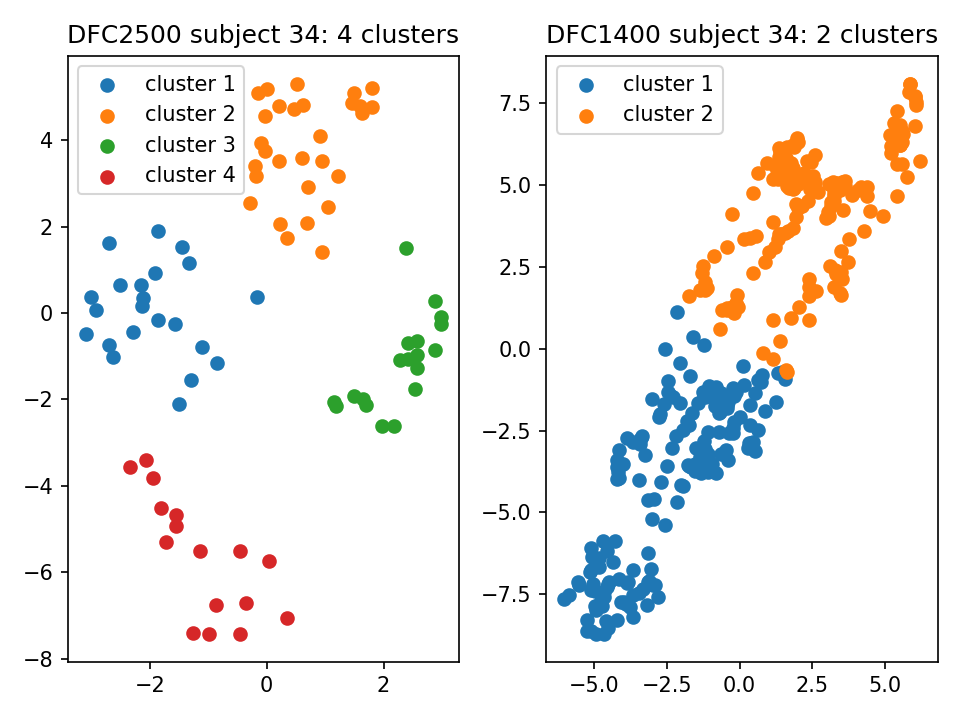 DFC2500 subject 34: 4 clusters
cluster 1
cluster 2
cluster 3
cluster 4
4
2
0
−2
−4
−6
−8
−2
0
2
DFC1400 subject 34: 2 clusters
cluster 1
cluster 2
7.5
5.0
2.5
0.0
−2.5
−5.0
−7.5
−5.0
−2.5
0.0
2.5
5.0